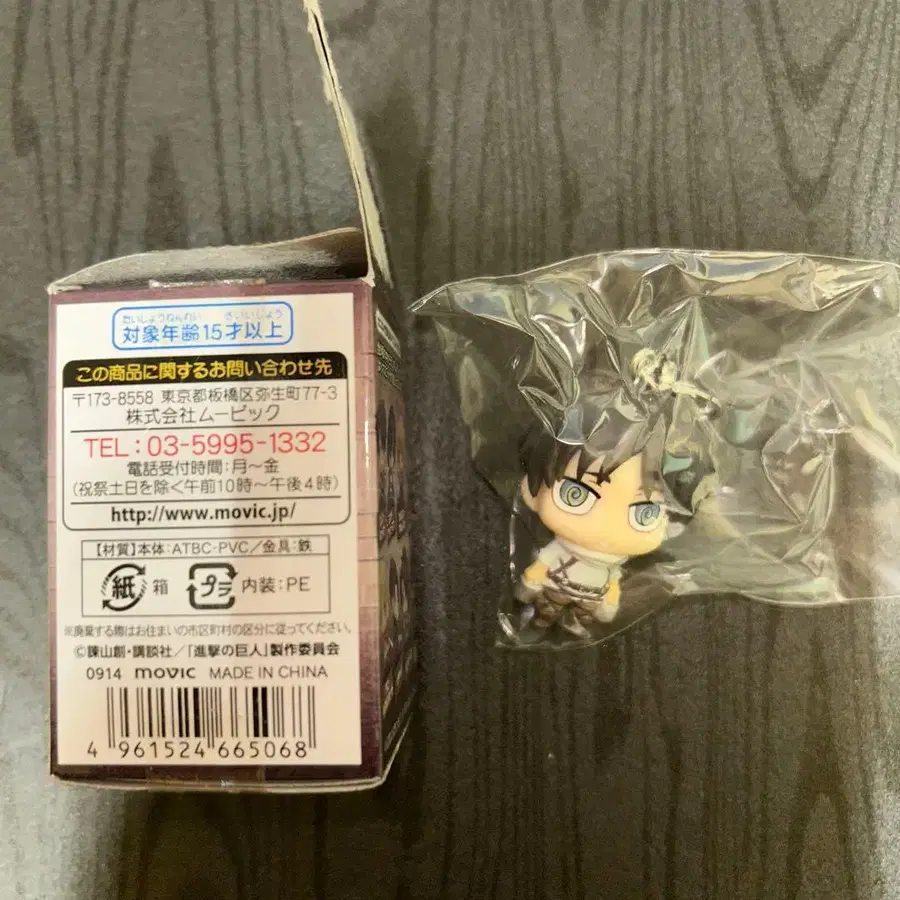 たいしょうねんれい さいいじょう
対象年齢15才以上
この商品に関するお問い合わせ先
〒173-8558 東京都板橋区弥生町77-3
株式会社ムービック
TEL:03-5995-1332
電話受付時間:月～金
(祝祭土日を除く午前10時～午後4時)
http://www.movic.jp/
【材質】本体:ATBC-PVC/金具:鉄
紙 箱 プラ 内装:PE
※廃棄する際はお住まいの市区町村の区分に従ってください。
©諫山創・講談社/「進撃の巨人」製作委員会
0914 movic MADE IN CHINA
4 961524 665068